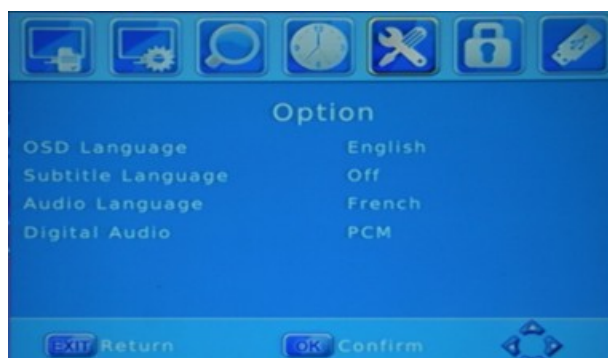 Option
OSD Language English
Subtitle Language Off
Audio Language French
Digital Audio PCM
EXIT Return OK Confirm